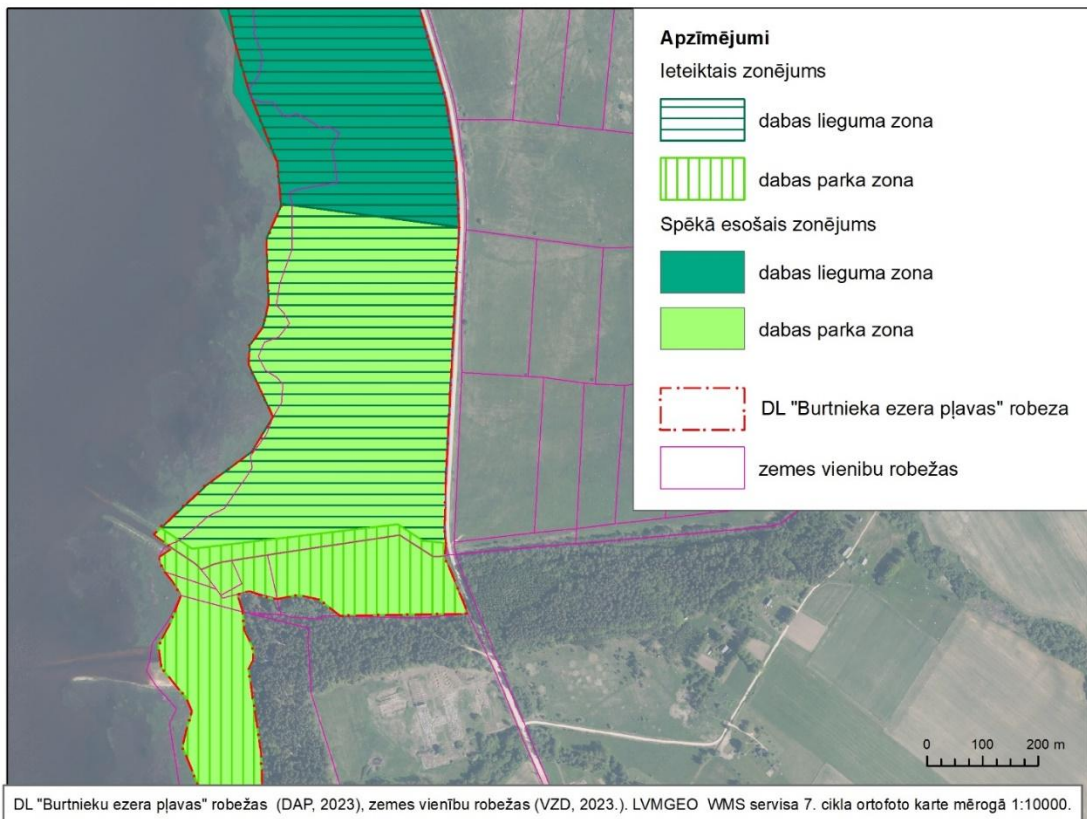 Apzīmējumi
Ieteiktais zonējums
dabas lieguma zona
dabas parka zona
Spēkā esošais zonējums
dabas lieguma zona
dabas parka zona
DL "Burtnieka ezera pļavas" robeza
zemes vienību robežas
0 100 200 m
DL "Burtnieku ezera pļavas" robežas (DAP, 2023), zemes vienību robežas (VZD, 2023.). LVMGEO WMS servisa 7. cikla ortofoto karte mērogā 1:10000.